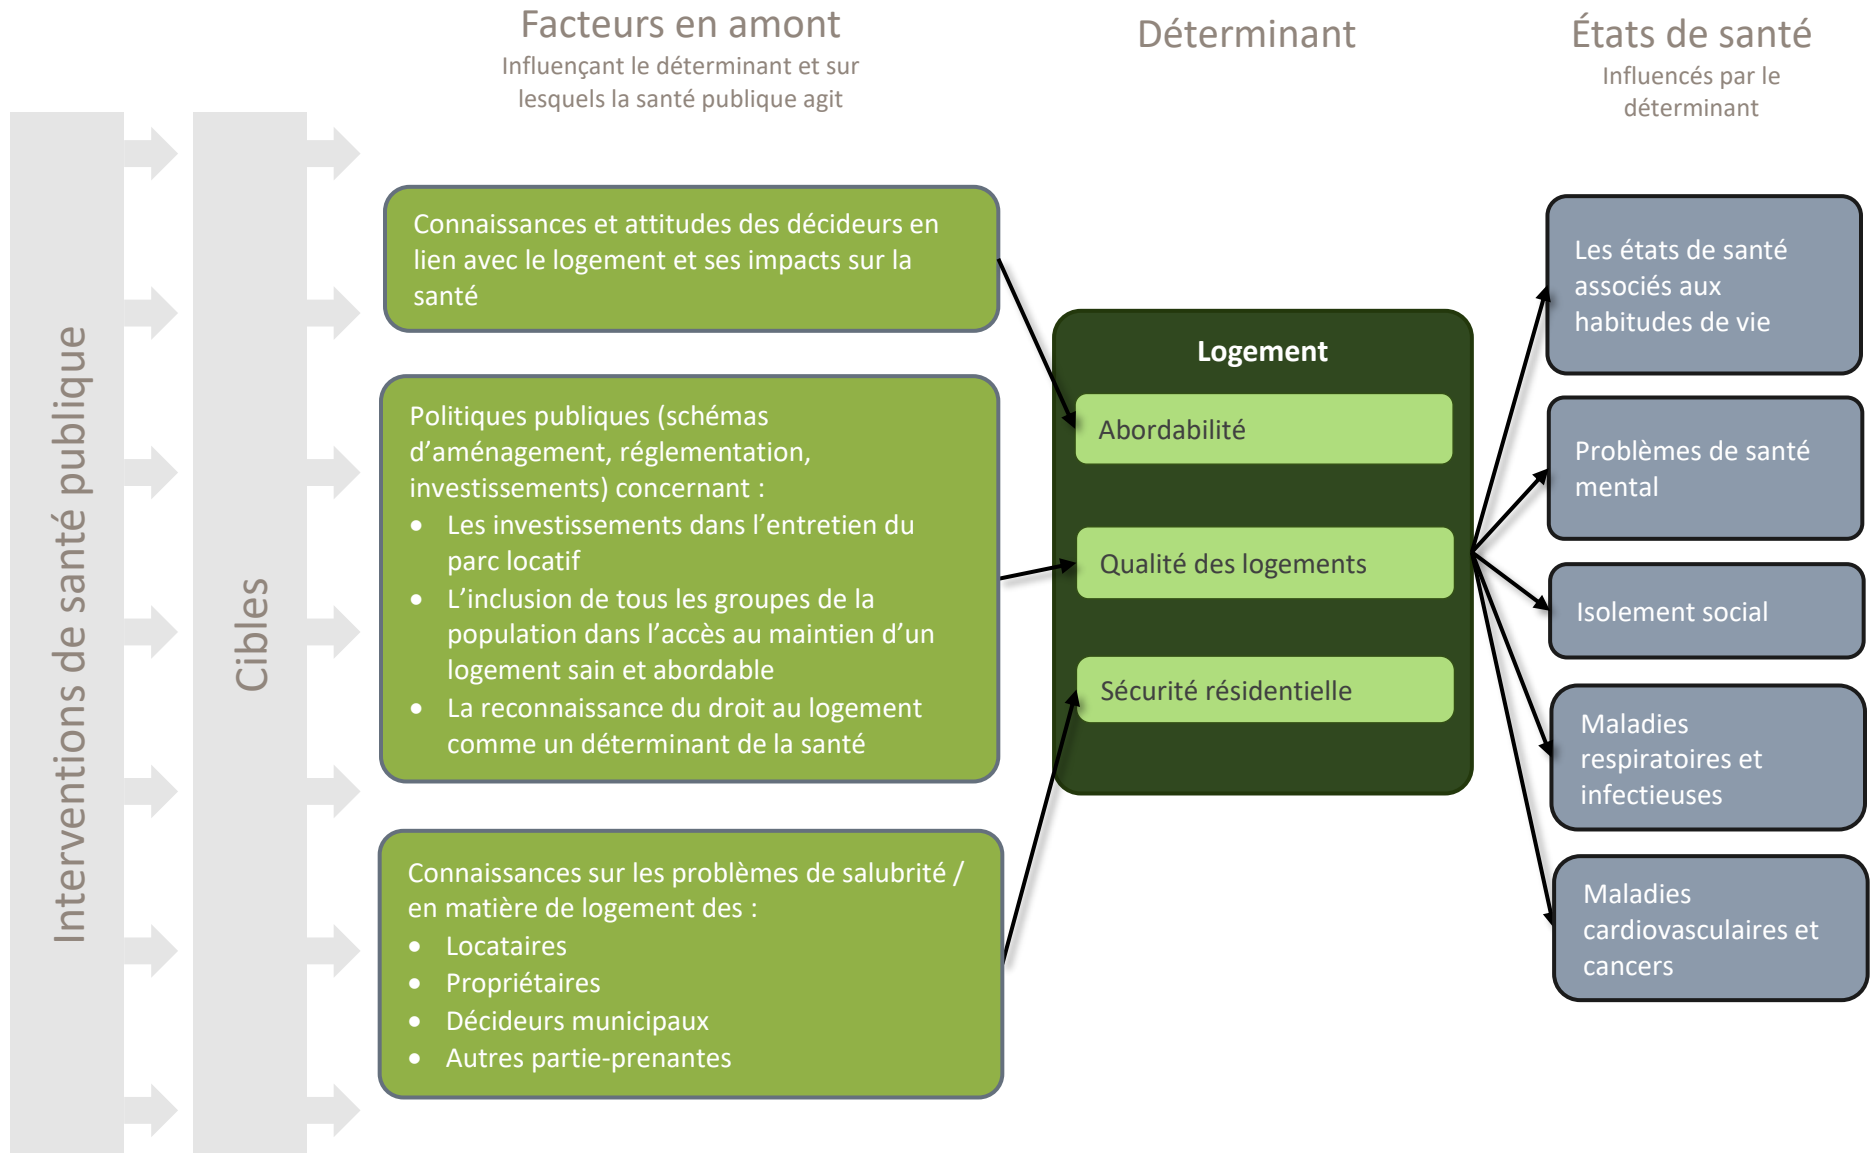 Facteurs en amont
Influençant le déterminant et sur
lesquels la santé publique agit
Déterminant
États de santé
Influencés par le
déterminant
Interventions de santé publique
Cibles
Connaissances et attitudes des décideurs en
lien avec le logement et ses impacts sur la
santé
Politiques publiques (schémas
d’aménagement, réglementation,
investissements) concernant :
• Les investissements dans l’entretien du
parc locatif
• L’inclusion de tous les groupes de la
population dans l’accès au maintien d’un
logement sain et abordable
• La reconnaissance du droit au logement
comme un déterminant de la santé
Connaissances sur les problèmes de salubrité /
en matière de logement des :
• Locataires
• Propriétaires
• Décideurs municipaux
• Autres partie-prenantes
Logement
Abordabilité
Qualité des logements
Sécurité résidentielle
Les états de santé
associés aux
habitudes de vie
Problèmes de santé
mental
Isolement social
Maladies
respiratoires et
infectieuses
Maladies
cardiovasculaires et
cancers